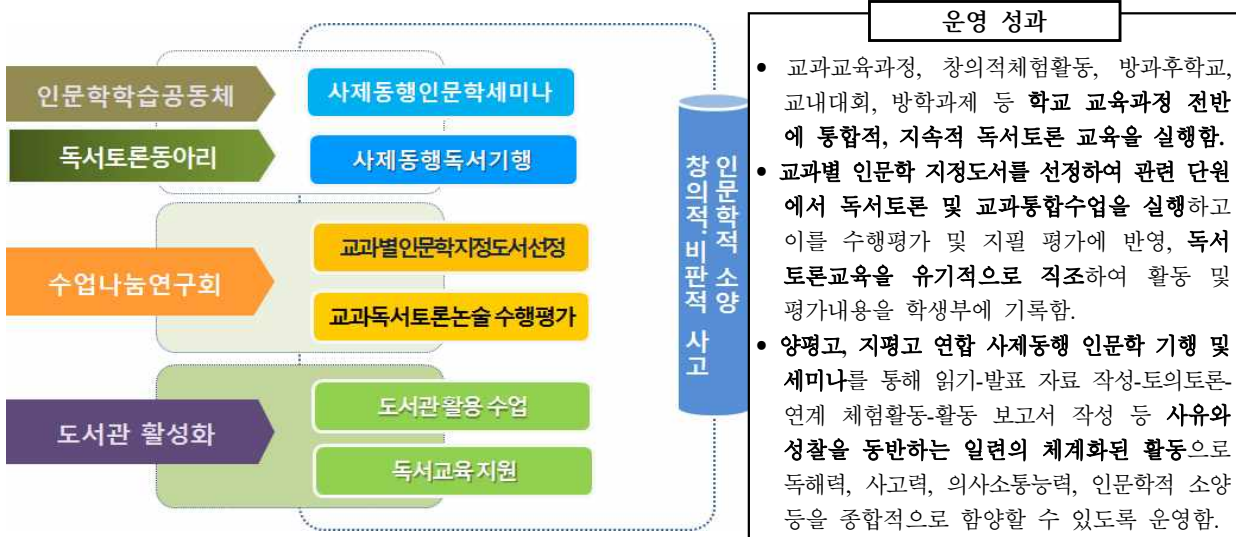 인문학학습공동체
사제동행인문학세미나
독서토론동아리
사제동행독서기행
수업나눔연구회
교과별인문학지정도서선정
교과독서토론논술 수행평가
도서관 활성화
도서관 활용 수업
독서교육 지원
인문학적 소양
창의적·비판적 사고
운영 성과
• 교과교육과정, 창의적체험활동, 방과후학교,
교내대회, 방학과제 등 학교 교육과정 전반
에 통합적, 지속적 독서토론 교육을 실행함.
• 교과별 인문학 지정도서를 선정하여 관련 단원
에서 독서토론 및 교과통합수업을 실행하고
이를 수행평가 및 지필 평가에 반영, 독서
토론교육을 유기적으로 직조하여 활동 및
평가내용을 학생부에 기록함.
• 양평고, 지평고 연합 사제동행 인문학 기행 및
세미나를 통해 읽기-발표 자료 작성-토의토론-
연계 체험활동-활동 보고서 작성 등 사유와
성찰을 동반하는 일련의 체계화된 활동으로
독해력, 사고력, 의사소통능력, 인문학적 소양
등을 종합적으로 함양할 수 있도록 운영함.